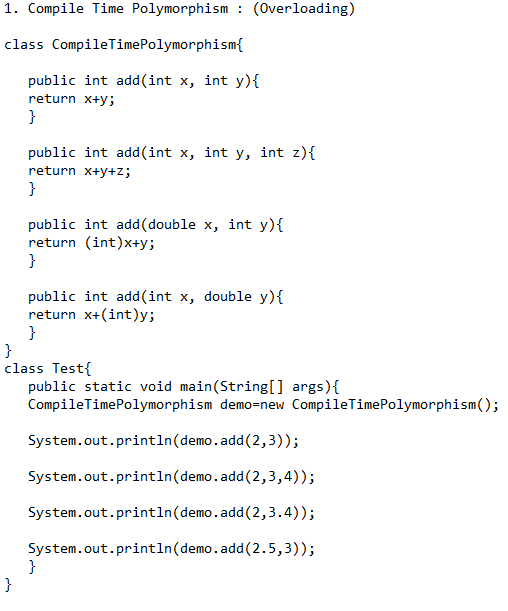 1. Compile Time Polymorphism : (Overloading)
class CompileTimePolymorphism{
public int add(int x, int y){
return x+y;
}
public int add(int x, int y, int z){
return x+y+z;
}
public int add(double x, int y){
return (int)x+y;
}
public int add(int x, double y){
return x+(int)y;
}
}
class Test{
public static void main(String[] args){
CompileTimePolymorphism demo=new CompileTimePolymorphism();
System.out.println(demo.add(2,3));
System.out.println(demo.add(2,3,4));
System.out.println(demo.add(2,3.4));
System.out.println(demo.add(2.5,3));
}
}